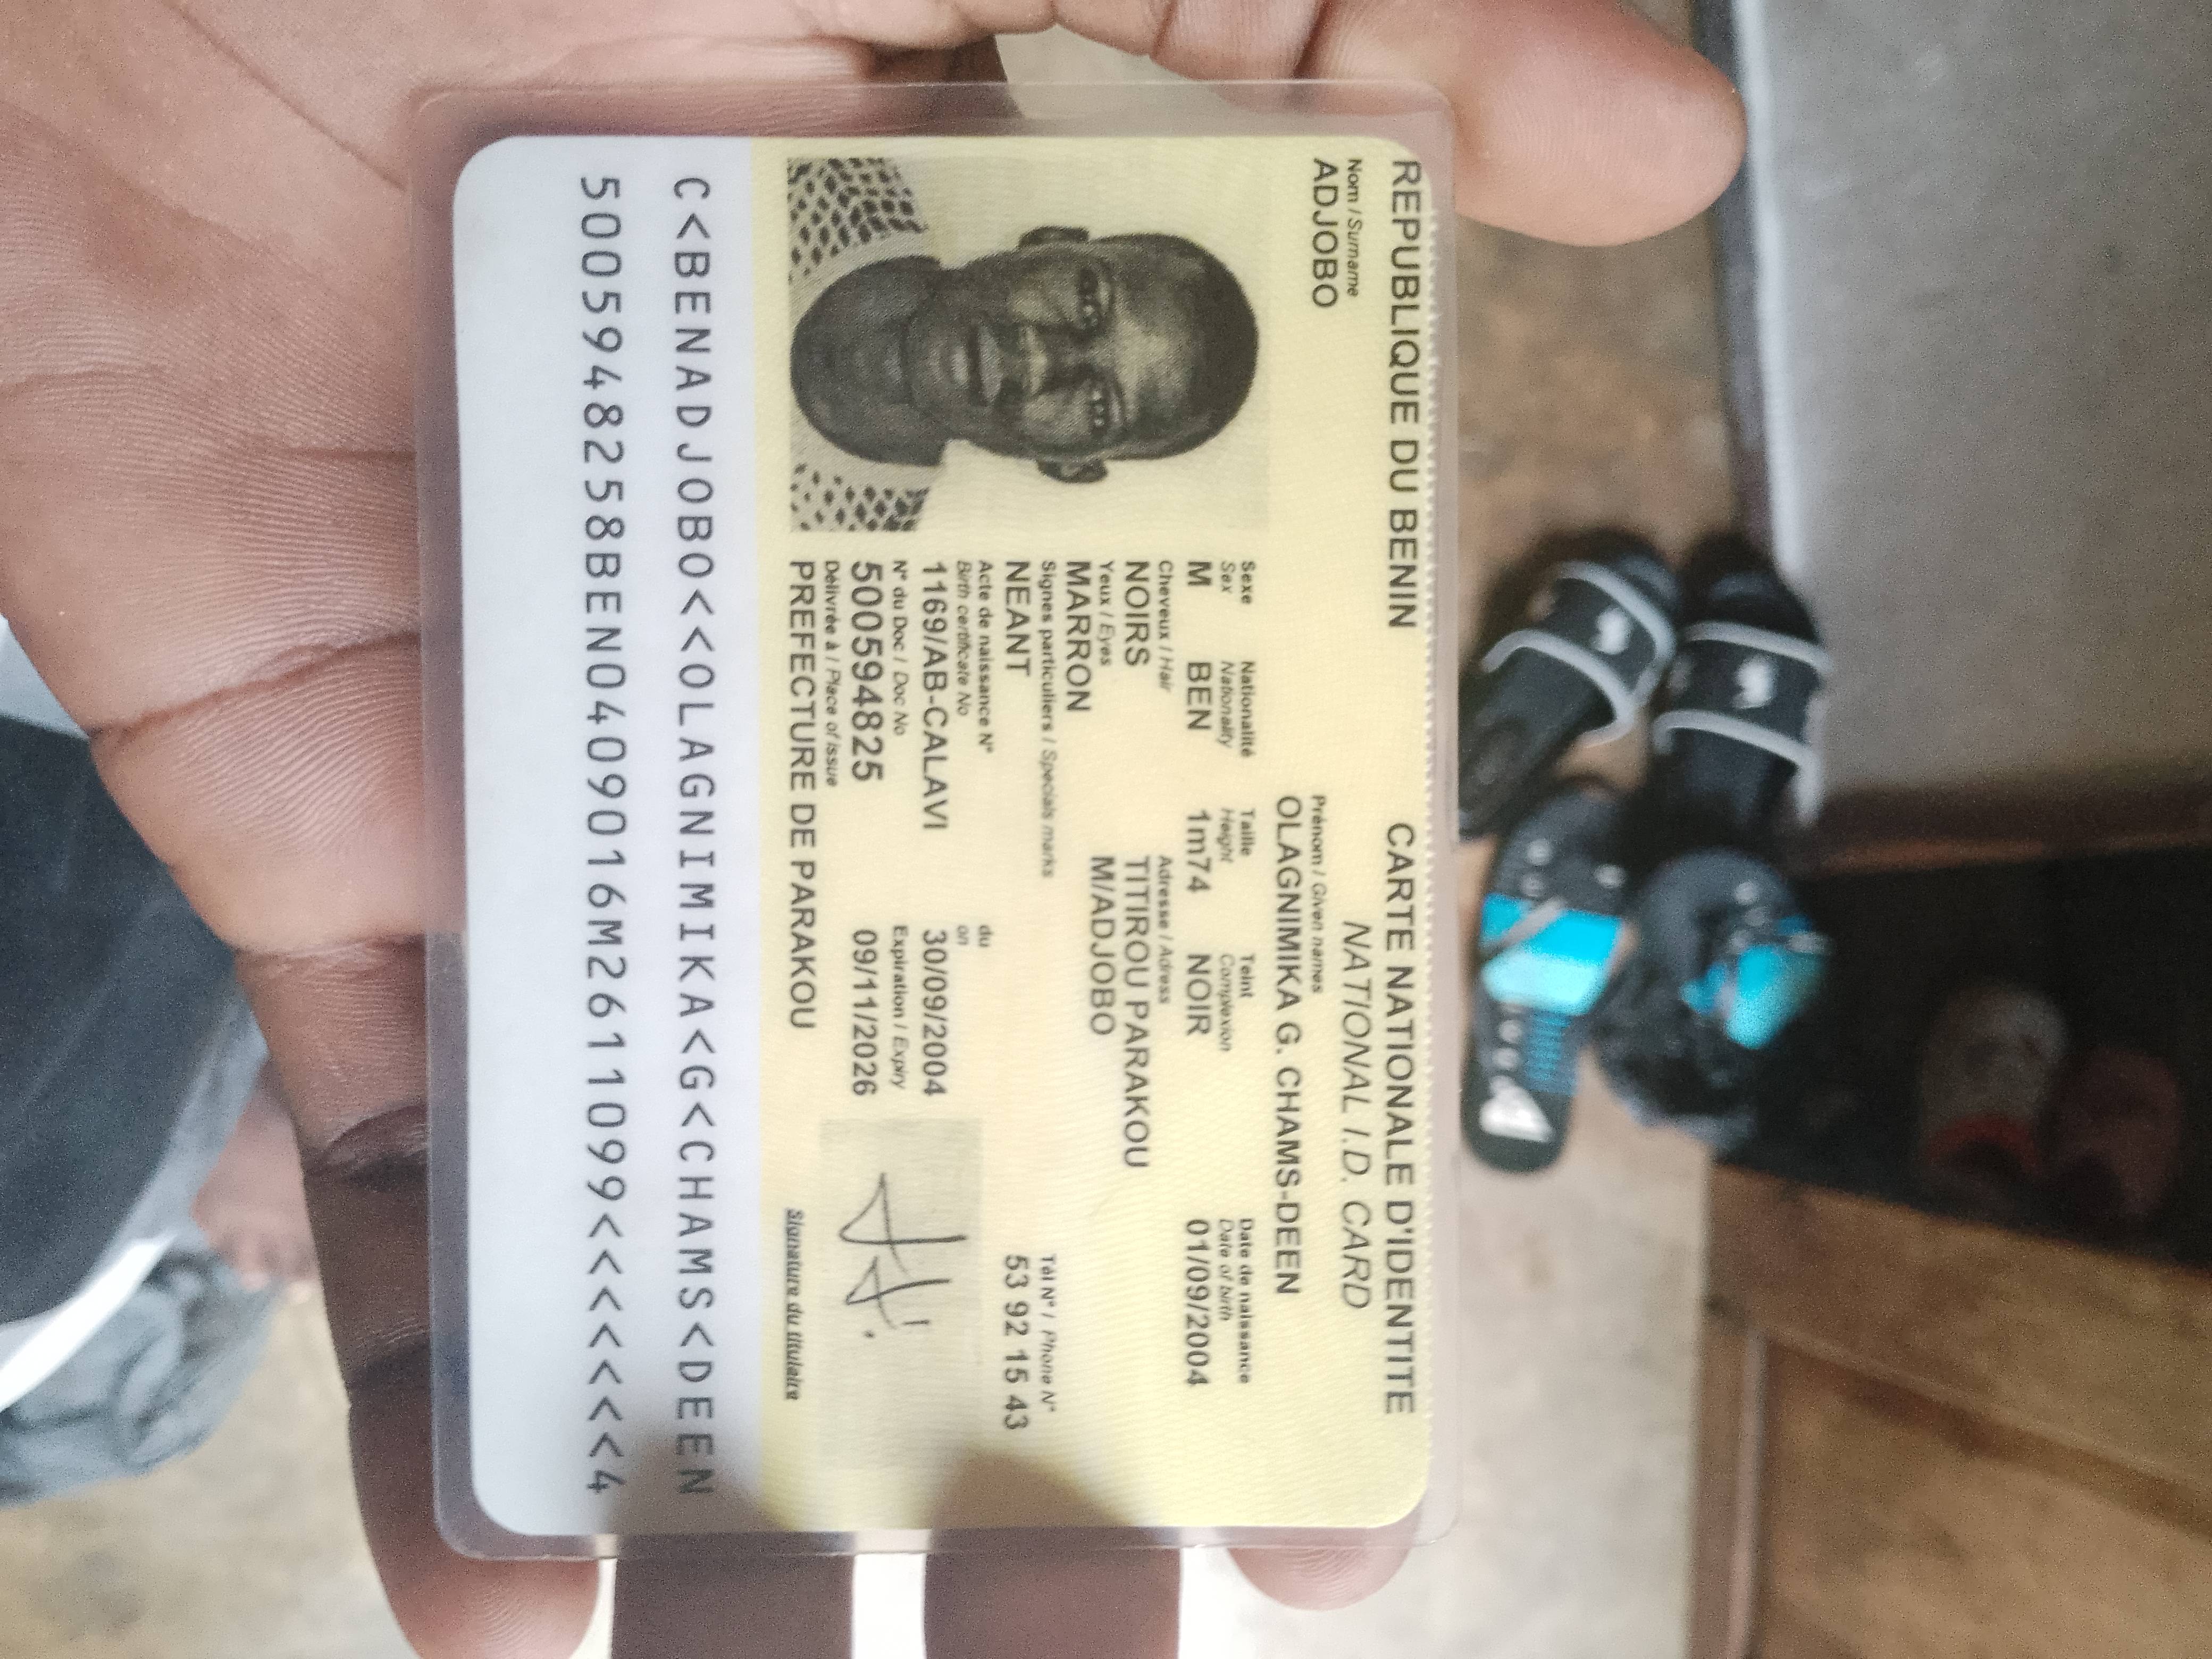 REPUBLIQUE DU BENIN
CARTE NATIONALE D'IDENTITE
NATIONAL I.D. CARD
Nom / Surname
ADJOBO
Prénom / Given names
OLAGNIMIKA G. CHAMS-DEEN
Sexe Nationalité Taille Teint Date de naissance
Sex Nationality Height Complexion Date of birth
M BEN 1m74 NOIR 01/09/2004
Cheveux / Hair Adresse / Adress
NOIRS TITIROU PARAKOU
Yeux / Eyes M/ADJOBO
MARRON
Signes particuliers / Specials marks Tél N° / Phone N°
NEANT 53 92 15 43
Acte de naissance N° du
Birth certificate No on
1169/AB-CALAVI 30/09/2004
N° du Doc / Doc No Expiration / Expiry
500594825 09/11/2026
Délivrée à / Place of issue
PREFECTURE DE PARAKOU
Signature du titulaire
C<BENADJOBO<<OLAGNIMIKA<G<CHAMS<DEEN
5005948258BEN0409016M2611099<<<<<<<4